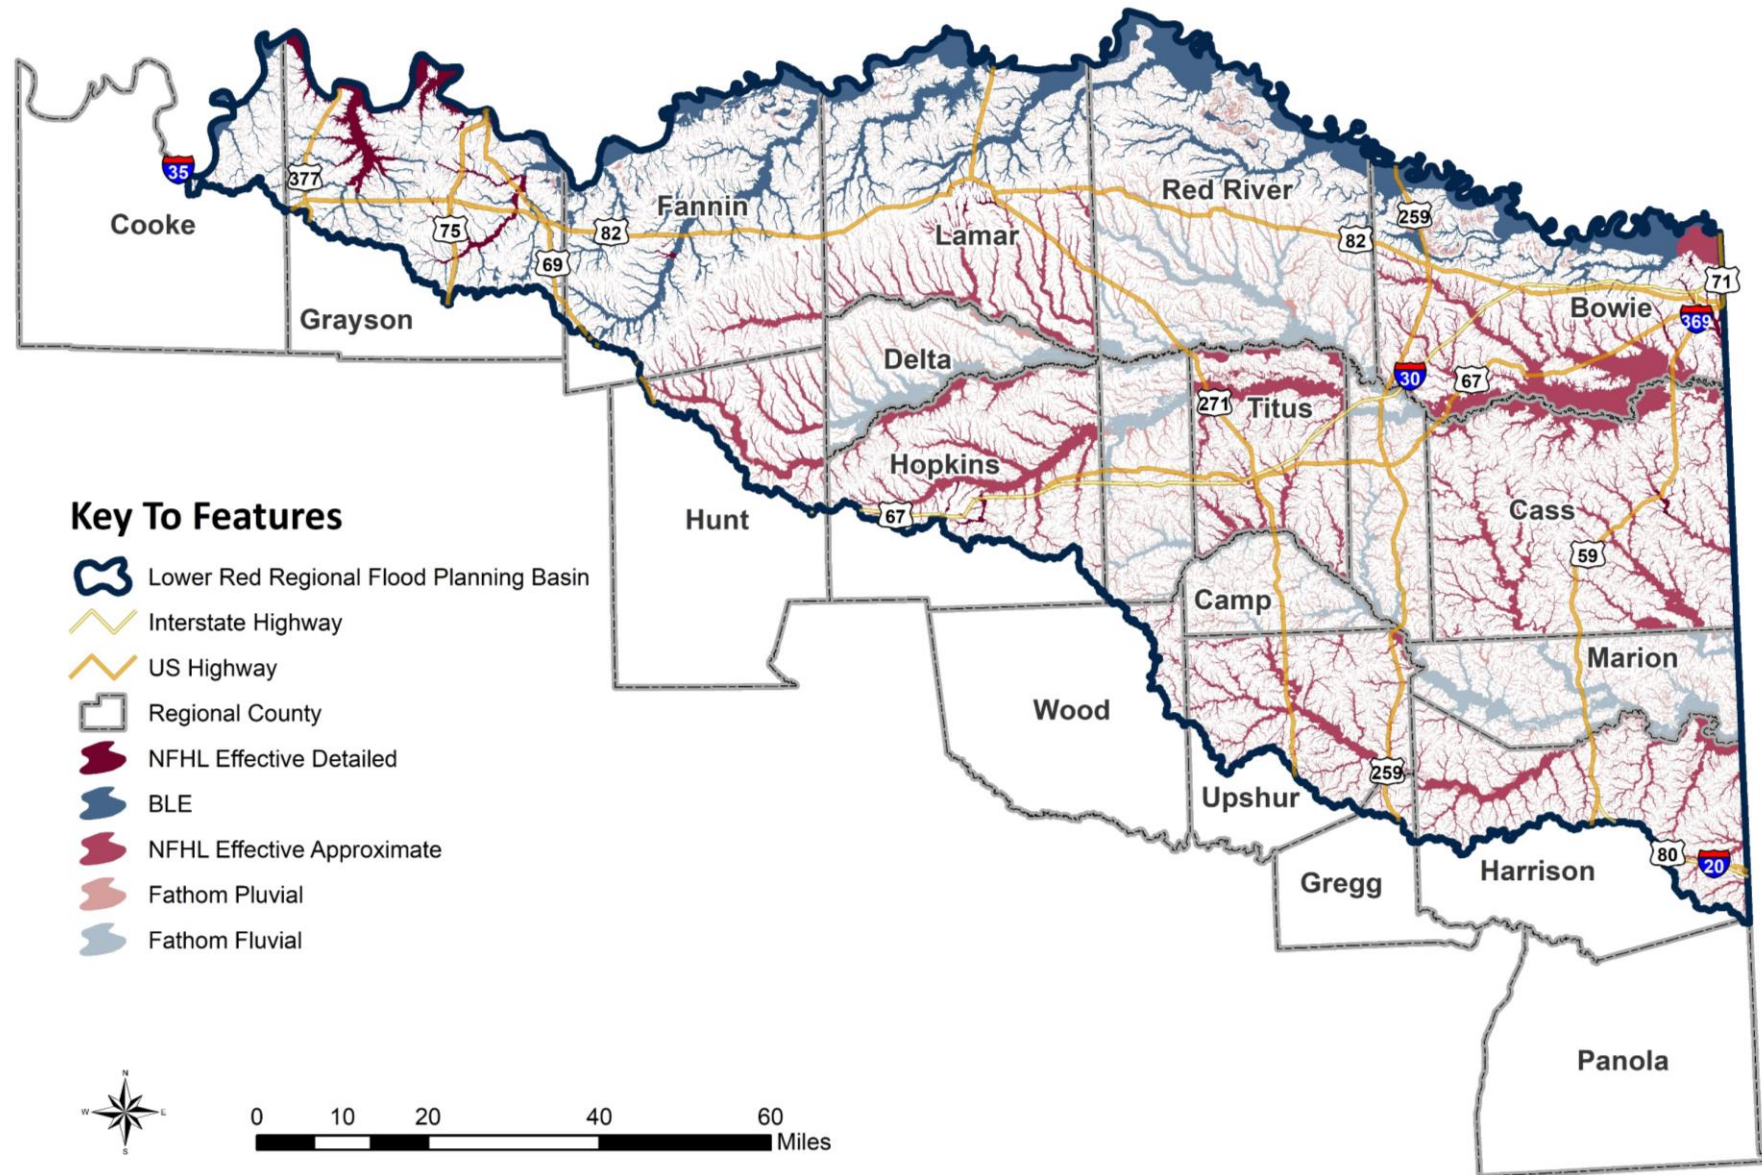 35
377
Cooke
Grayson
75
69
82
Fannin
Lamar
Red River
259
82
71
Bowie
369
Delta
30
67
271
Titus
Hopkins
67
Hunt
Cass
59
Camp
Marion
Wood
259
Upshur
80
20
Gregg
Harrison
Panola
Key To Features
Lower Red Regional Flood Planning Basin
Interstate Highway
US Highway
Regional County
NFHL Effective Detailed
BLE
NFHL Effective Approximate
Fathom Pluvial
Fathom Fluvial
N
W
E
S
0 10 20 40 60
Miles